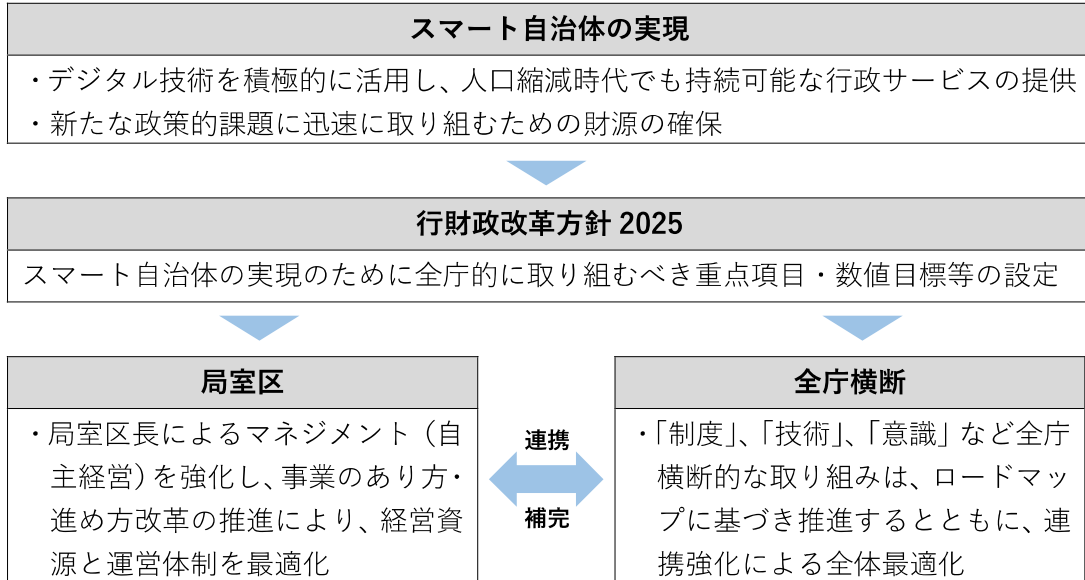 スマート自治体の実現
・デジタル技術を積極的に活用し、人口縮減時代でも持続可能な行政サービスの提供
・新たな政策的課題に迅速に取り組むための財源の確保
行財政改革方針 2025
スマート自治体の実現のために全庁的に取り組むべき重点項目・数値目標等の設定
局室区
・局室区長によるマネジメント（自
主経営）を強化し、事業のあり方・
進め方改革の推進により、経営資
源と運営体制を最適化
連携
補完
全庁横断
・「制度」、「技術」、「意識」など全庁
横断的な取り組みは、ロードマッ
プに基づき推進するとともに、連
携強化による全体最適化